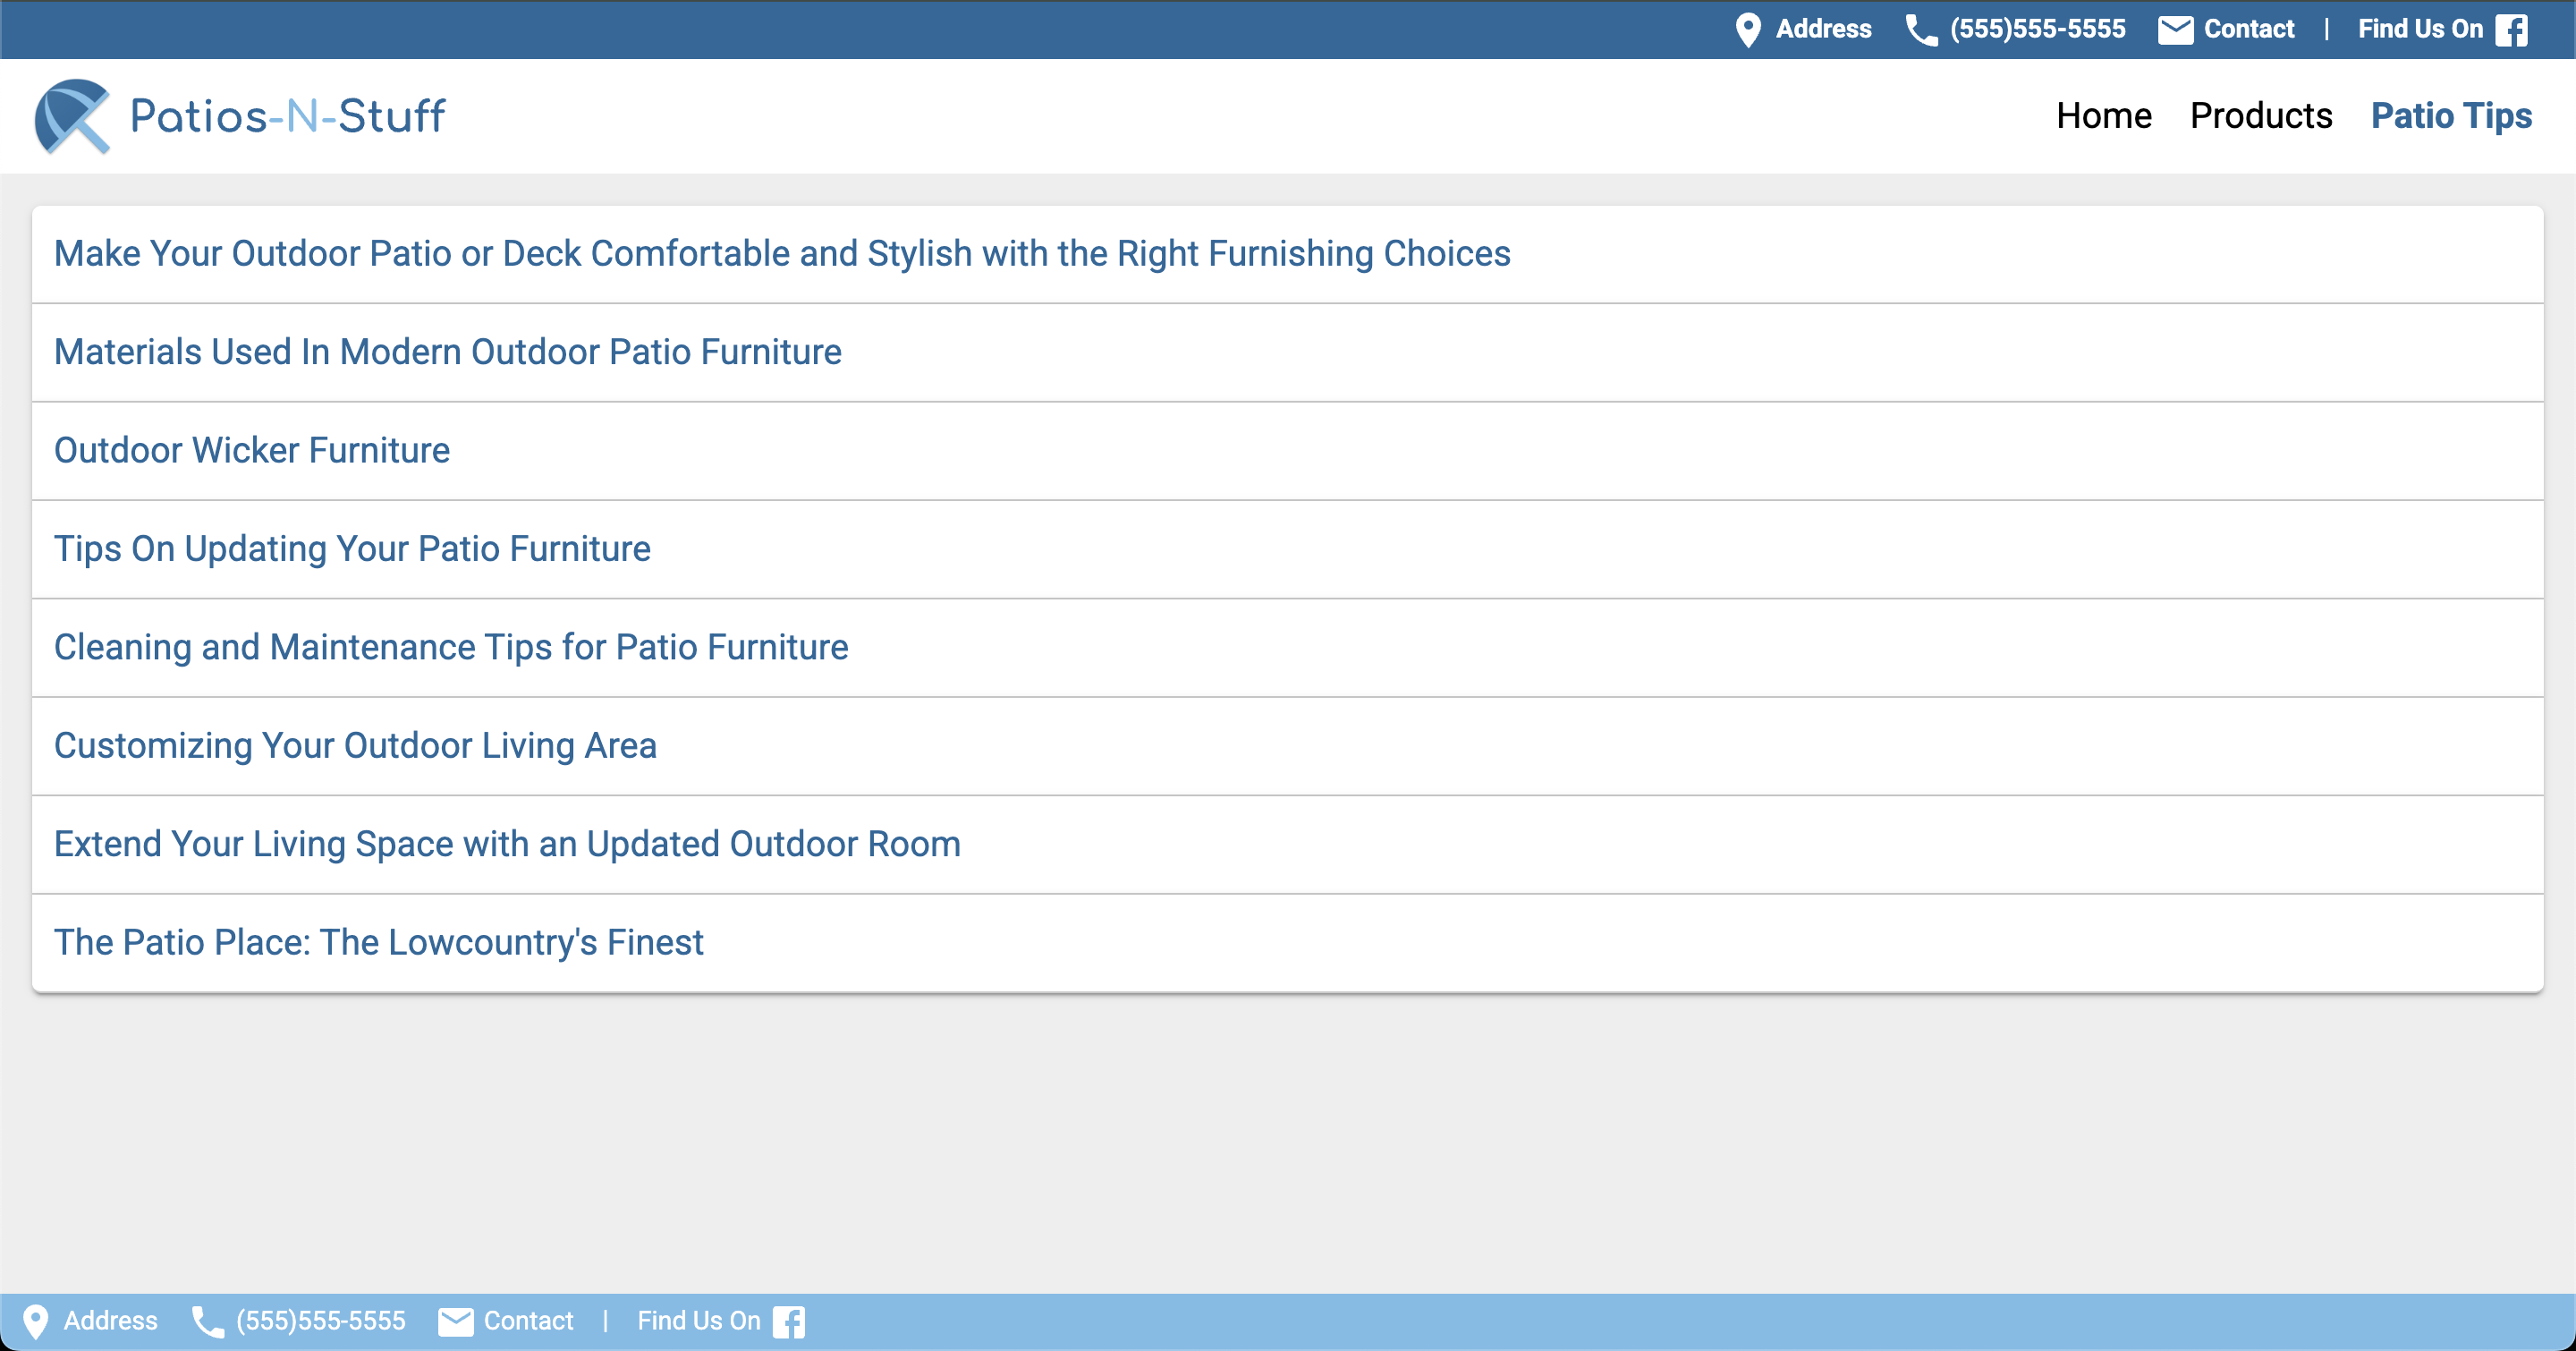 Address (555)555-5555 Contact | Find Us On
Patios-N-Stuff
Home Products Patio Tips
Make Your Outdoor Patio or Deck Comfortable and Stylish with the Right Furnishing Choices
Materials Used In Modern Outdoor Patio Furniture
Outdoor Wicker Furniture
Tips On Updating Your Patio Furniture
Cleaning and Maintenance Tips for Patio Furniture
Customizing Your Outdoor Living Area
Extend Your Living Space with an Updated Outdoor Room
The Patio Place: The Lowcountry's Finest
Address (555)555-5555 Contact | Find Us On